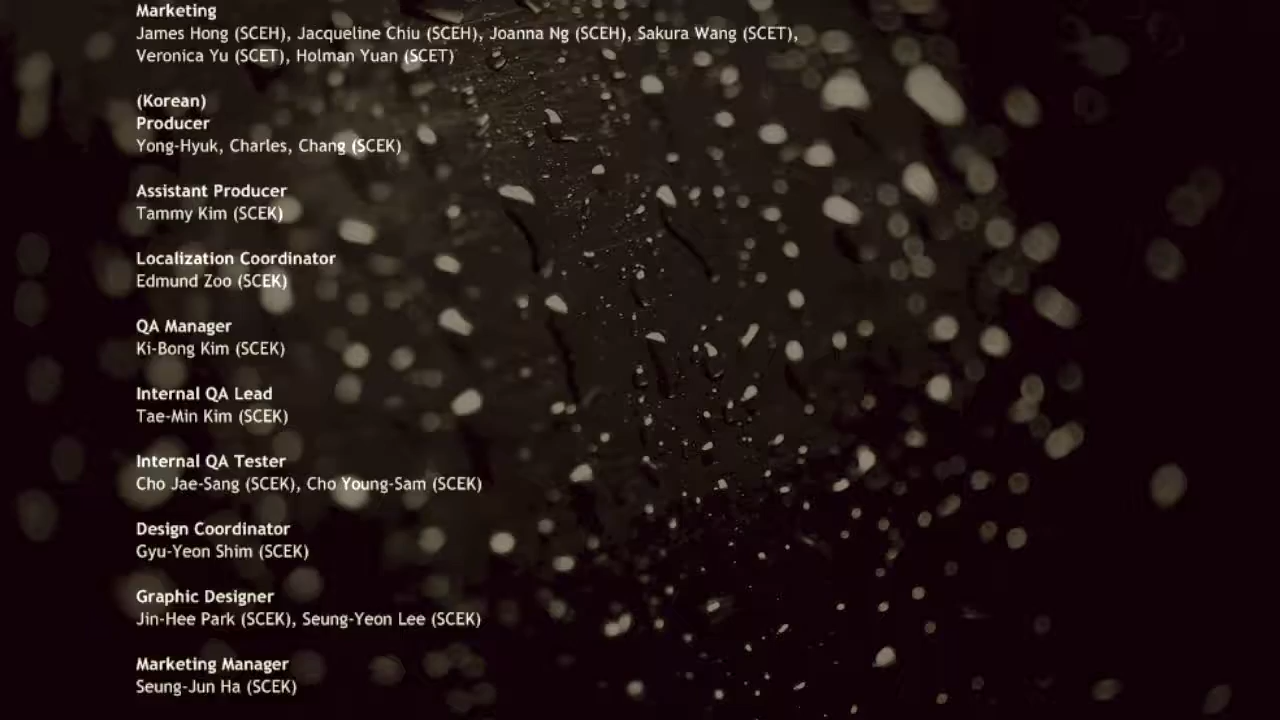 Marketing
James Hong (SCEH), Jacqueline Chiu (SCEH), Joanna Ng (SCEH), Sakura Wang (SCET),
Veronica Yu (SCET), Holman Yuan (SCET)
(Korean)
Producer
Yong-Hyuk, Charles, Chang (SCEK)
Assistant Producer
Tammy Kim (SCEK)
Localization Coordinator
Edmund Zoo (SCEK)
QA Manager
Ki-Bong Kim (SCEK)
Internal QA Lead
Tae-Min Kim (SCEK)
Internal QA Tester
Cho Jae-Sang (SCEK), Cho Young-Sam (SCEK)
Design Coordinator
Gyu-Yeon Shim (SCEK)
Graphic Designer
Jin-Hee Park (SCEK), Seung-Yeon Lee (SCEK)
Marketing Manager
Seung-Jun Ha (SCEK)